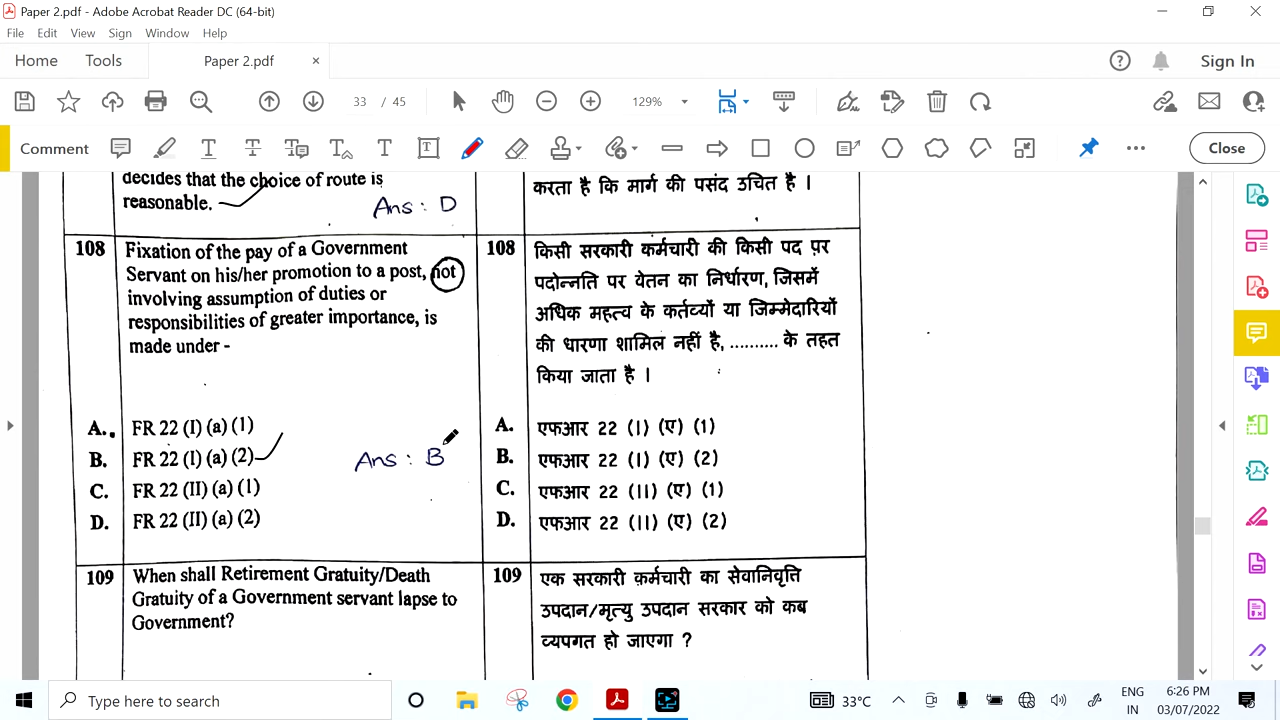 Paper 2.pdf - Adobe Acrobat Reader DC (64-bit)
File Edit View Sign Window Help
Home Tools Paper 2.pdf × ? Sign In
33 / 45 129%
Comment Close
decides that the choice of route is
reasonable.
Ans : D
करता है कि मार्ग की पसंद उचित है ।
108 Fixation of the pay of a Government
Servant on his/her promotion to a post, not
involving assumption of duties or
responsibilities of greater importance, is
made under -
A. FR 22 (I) (a) (1)
B. FR 22 (I) (a) (2)
Ans : B
C. FR 22 (II) (a) (1)
D. FR 22 (II) (a) (2)
108 किसी सरकारी कर्मचारी की किसी पद पर
पदोन्नति पर वेतन का निर्धारण, जिसमें
अधिक महत्व के कर्तव्यों या जिम्मेदारियों
की धारणा शामिल नहीं है, .......... के तहत
किया जाता है ।
A. एफआर 22 (I) (ए) (1)
B. एफआर 22 (I) (ए) (2)
C. एफआर 22 (II) (ए) (1)
D. एफआर 22 (II) (ए) (2)
109 When shall Retirement Gratuity/Death
Gratuity of a Government servant lapse to
Government?
109 एक सरकारी कर्मचारी का सेवानिवृत्ति
उपदान/मृत्यु उपदान सरकार को कब
व्यपगत हो जाएगा ?
Type here to search
33°C
ENG
IN
6:26 PM
03/07/2022